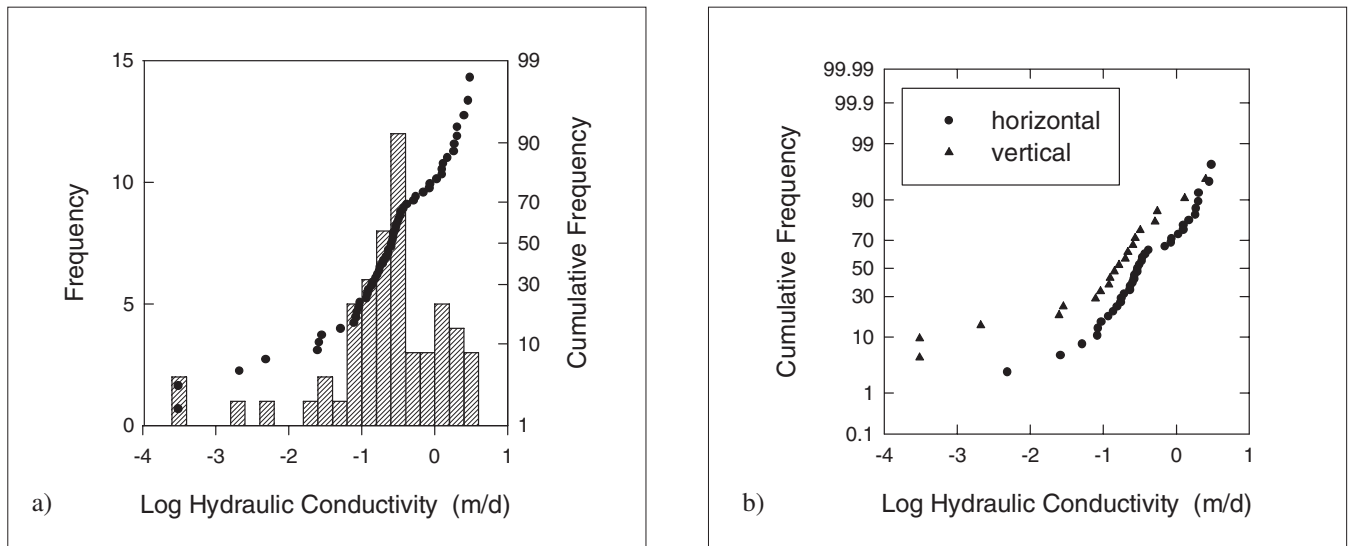 15
10
5
0
Frequency
99
90
70
50
30
10
1
Cumulative Frequency
-4 -3 -2 -1 0 1
Log Hydraulic Conductivity (m/d)
a)
99.99
99.9
99
90
70
50
30
10
1
0.1
Cumulative Frequency
horizontal
vertical
-4 -3 -2 -1 0 1
Log Hydraulic Conductivity (m/d)
b)